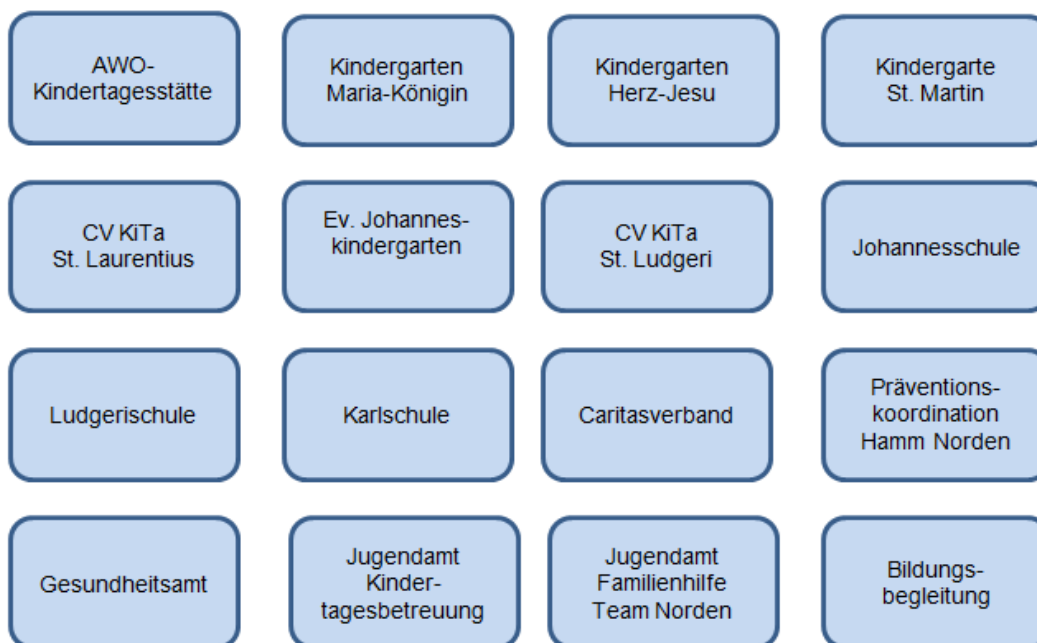 AWO-
Kindertagesstätte
Kindergarten
Maria-Königin
Kindergarten
Herz-Jesu
Kindergarte
St. Martin
CV KiTa
St. Laurentius
Ev. Johannes-
kindergarten
CV KiTa
St. Ludgeri
Johannesschule
Ludgerischule
Karlschule
Caritasverband
Präventions-
koordination
Hamm Norden
Gesundheitsamt
Jugendamt
Kinder-
tagesbetreuung
Jugendamt
Familienhilfe
Team Norden
Bildungs-
begleitung